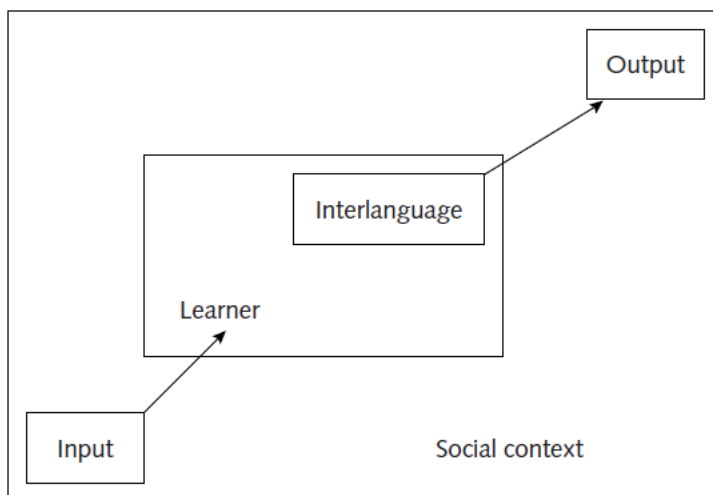 Output
Interlanguage
Learner
Input
Social context